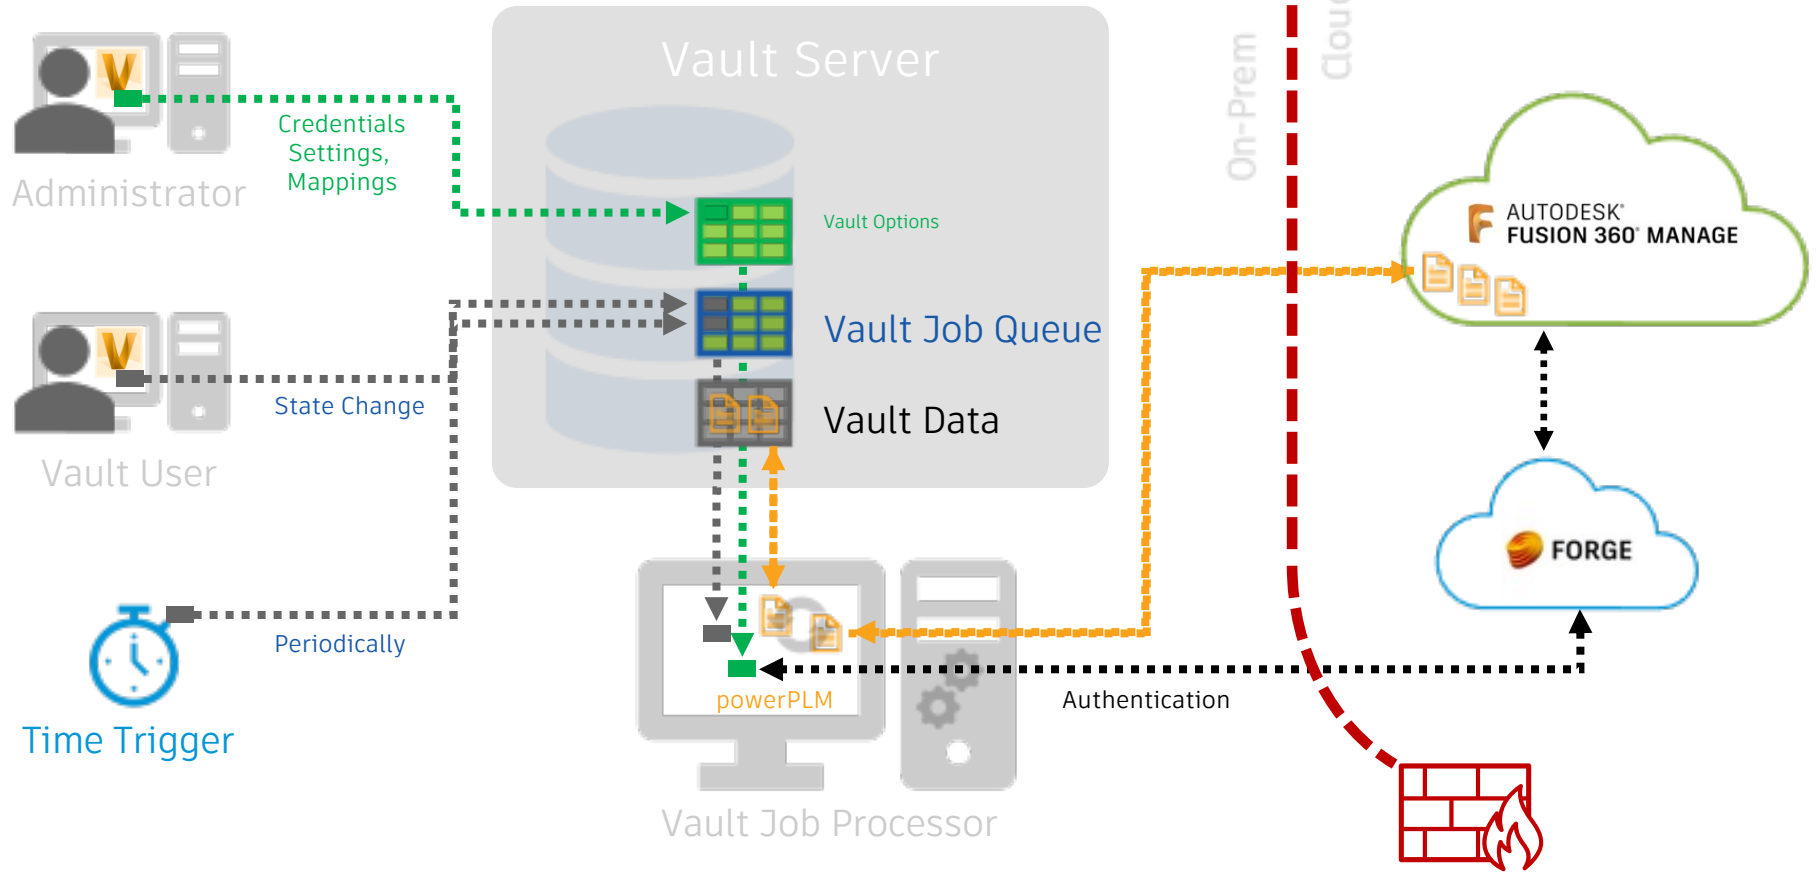 Vault Server
On-Prem
Cloud
Credentials
Settings,
Mappings
Administrator
Vault Options
AUTODESK®
FUSION 360® MANAGE
Vault Job Queue
State Change
Vault Data
Vault User
FORGE
Periodically
powerPLM
Authentication
Time Trigger
Vault Job Processor